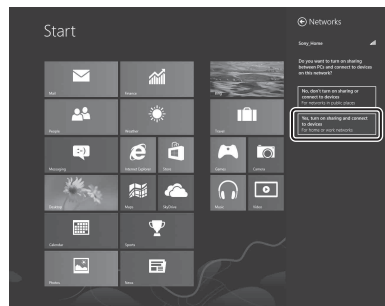 Start
Networks
Sony_Home
Do you want to turn on sharing
between PCs and connect to devices
on this network?
No, don't turn on sharing or
connect to devices
For networks in public places
Yes, turn on sharing and connect
to devices
For home or work networks
Mail
Finance
People
Weather
Travel
Messaging
Internet Explorer
Store
Games
Camera
Desktop
Maps
SkyDrive
Music
Video
Calendar
Sports
Photos
News